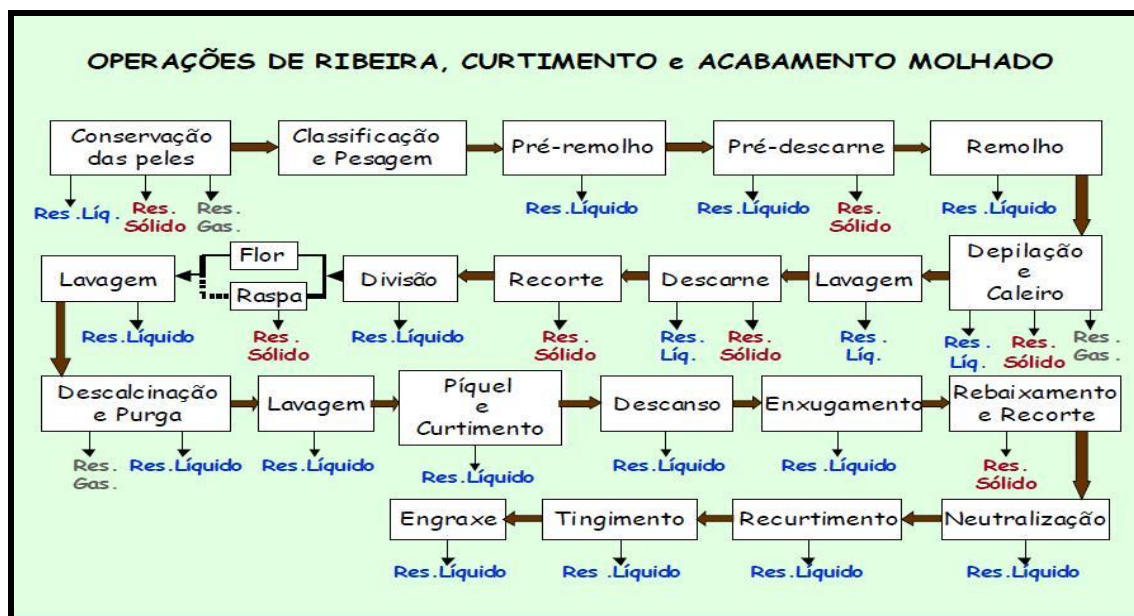 OPERAÇÕES DE RIBEIRA, CURTIMENTO e ACABAMENTO MOLHADO
Conservação
das peles
Classificação
e Pesagem
Pré-remolho
Pré-descarne
Remolho
Res.Líq.
Res.
Sólido
Res.
Gas.
Res.Líquido
Res.Líquido
Res.
Sólido
Res.Líquido
Depilação
e
Caleiro
Lavagem
Descarne
Recorte
Divisão
Flor
Raspa
Lavagem
Res.
Líq.
Res.
Sólido
Res.
Gas.
Res.
Líq.
Res.
Líq.
Res.
Sólido
Res.
Sólido
Res.Líquido
Res.
Sólido
Res.Líquido
Descalcinação
e Purga
Lavagem
Píquel
e
Curtimento
Descanso
Enxugamento
Rebaixamento
e Recorte
Res.
Gas.
Res.Líquido
Res.Líquido
Res.Líquido
Res.Líquido
Res.Líquido
Res.
Sólido
Neutralização
Recurtimento
Tingimento
Engraxe
Res.Líquido
Res.Líquido
Res .Líquido
Res.Líquido